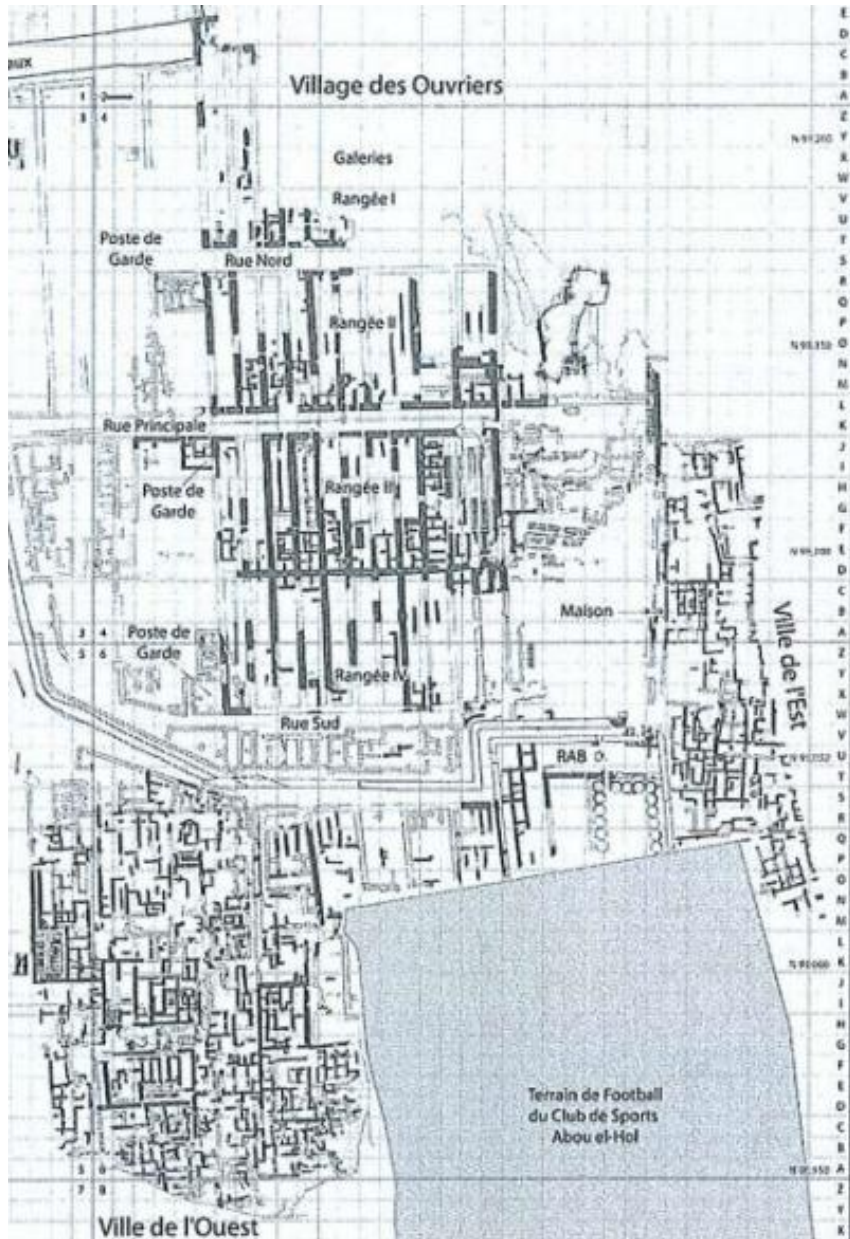 Village des Ouvriers
Galeries
Rangée I
Poste de
Garde
Rue Nord
Rangée II
Rue Principale
Poste de
Garde
Rangée III
Maison
Poste de
Garde
Rangée IV
Ville de l'Est
Rue Sud
RAB
Terrain de Football
du Club de Sports
Abou el-Hol
Ville de l'Ouest